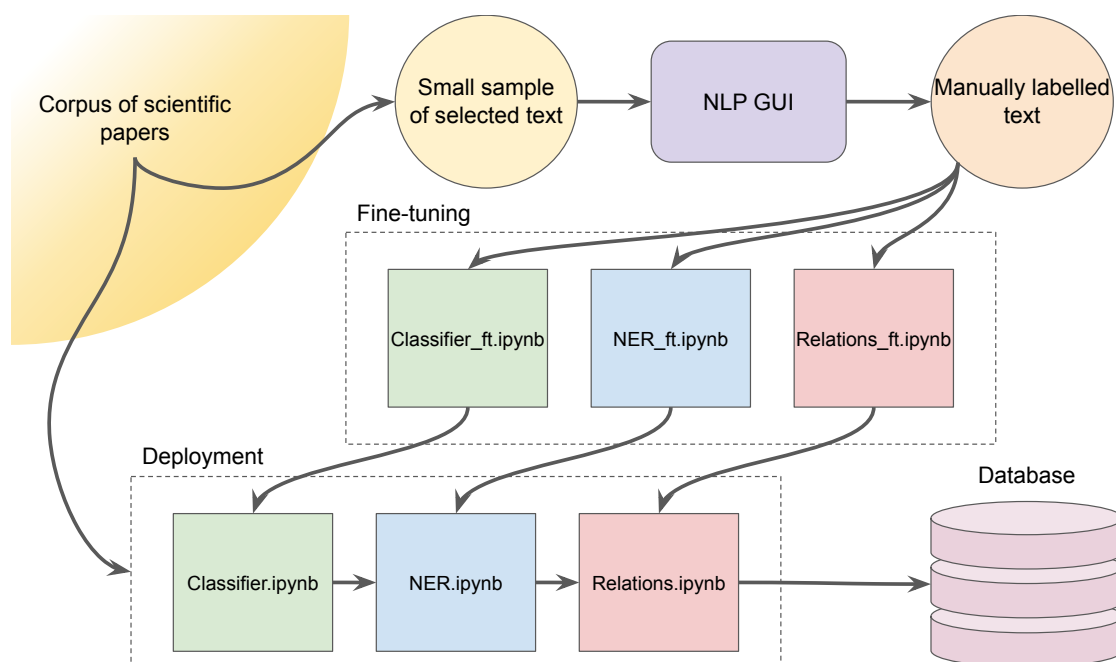 Corpus of scientific
papers
Small sample
of selected text
NLP GUI
Manually labelled
text
Fine-tuning
Classifier_ft.ipynb
NER_ft.ipynb
Relations_ft.ipynb
Deployment
Database
Classifier.ipynb
NER.ipynb
Relations.ipynb